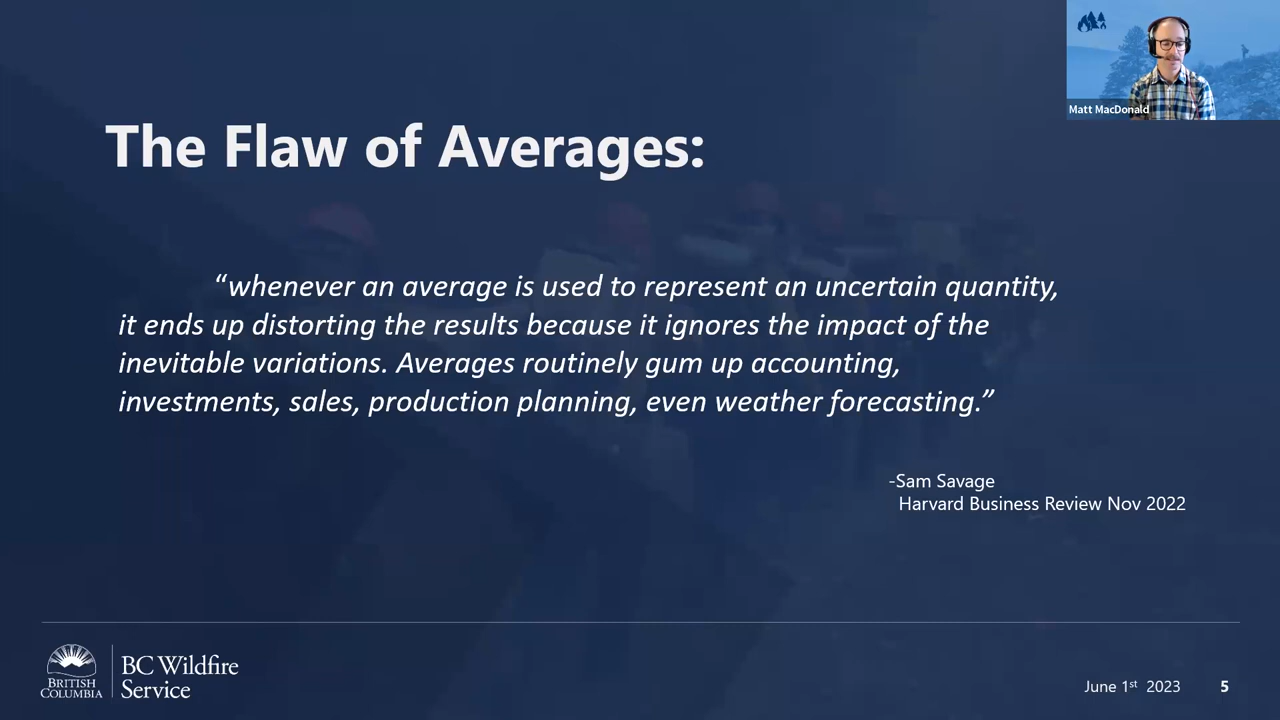 Matt MacDonald
The Flaw of Averages:
“whenever an average is used to represent an uncertain quantity,
it ends up distorting the results because it ignores the impact of the
inevitable variations. Averages routinely gum up accounting,
investments, sales, production planning, even weather forecasting.”
-Sam Savage
Harvard Business Review Nov 2022
BRITISH
COLUMBIA
BC Wildfire
Service
June 1st 2023
5